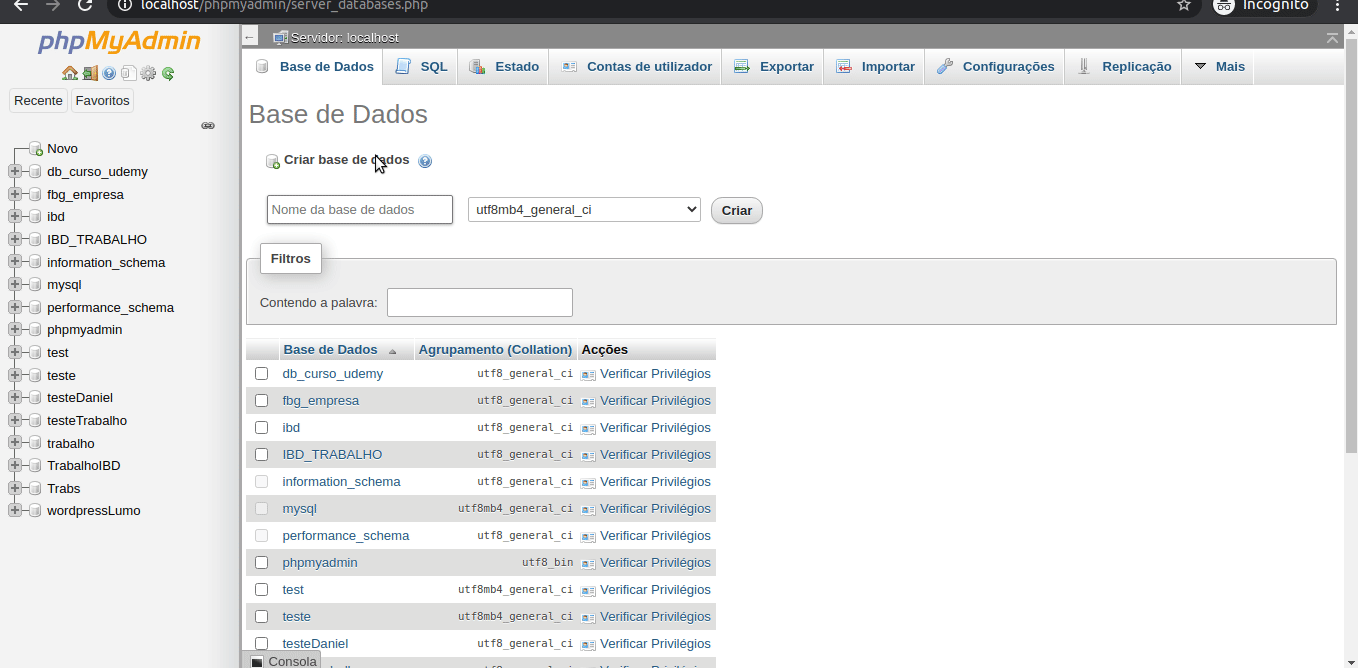 localhost/phpmyadmin/server_databases.php
Incognito
phpMyAdmin
Recente
Favoritos
Novo
db_curso_udemy
fbg_empresa
ibd
IBD_TRABALHO
information_schema
mysql
performance_schema
phpmyadmin
test
teste
testeDaniel
testeTrabalho
trabalho
TrabalhoIBD
Trabs
wordpressLumo
Servidor: localhost
Base de Dados SQL Estado Contas de utilizador Exportar Importar Configurações Replicação Mais
Base de Dados
Criar base de dados
Nome da base de dados utf8mb4_general_ci Criar
Filtros
Contendo a palavra:
Base de Dados Agrupamento (Collation) Acções
db_curso_udemy utf8_general_ci Verificar Privilégios
fbg_empresa utf8_general_ci Verificar Privilégios
ibd utf8_general_ci Verificar Privilégios
IBD_TRABALHO utf8_general_ci Verificar Privilégios
information_schema utf8_general_ci Verificar Privilégios
mysql utf8mb4_general_ci Verificar Privilégios
performance_schema utf8_general_ci Verificar Privilégios
phpmyadmin utf8_bin Verificar Privilégios
test utf8mb4_general_ci Verificar Privilégios
teste utf8mb4_general_ci Verificar Privilégios
testeDaniel utf8_general_ci Verificar Privilégios
Consola